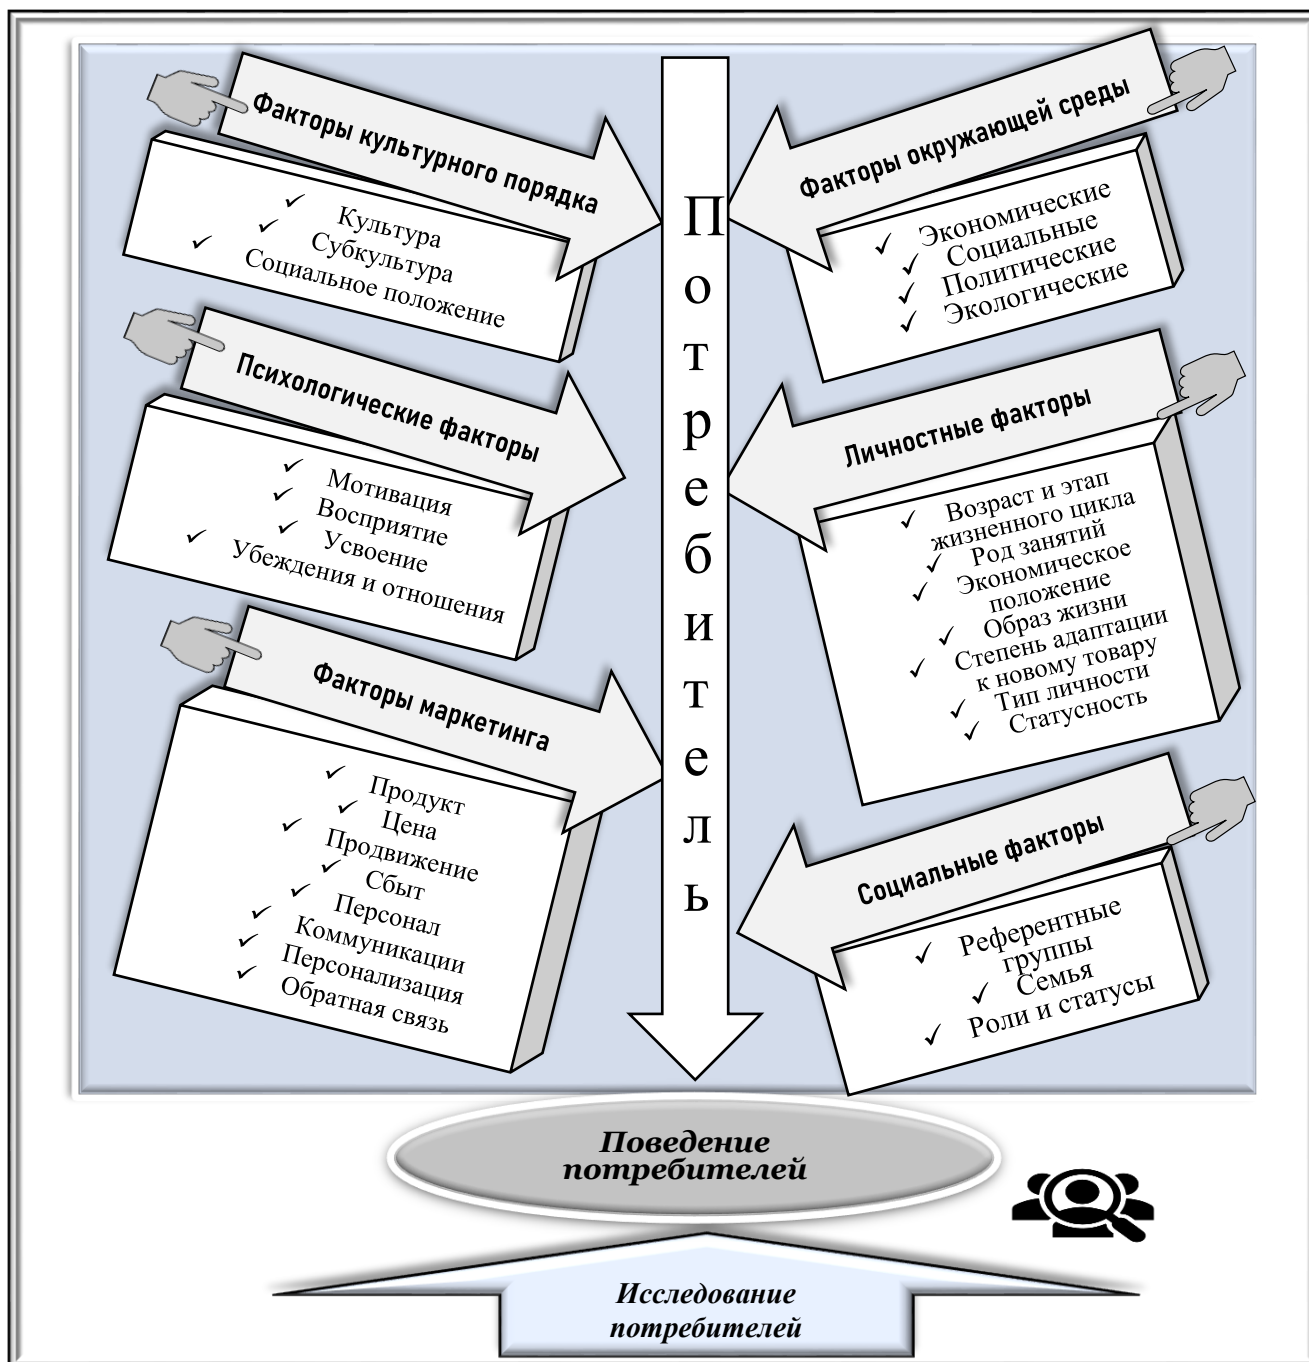 Факторы культурного порядка
✓ Культура
✓ Субкультура
✓ Социальное положение
Психологические факторы
✓ Мотивация
✓ Восприятие
✓ Усвоение
✓ Убеждения и отношения
Факторы маркетинга
✓ Продукт
✓ Цена
✓ Продвижение
✓ Сбыт
✓ Персонал
✓ Коммуникации
✓ Персонализация
✓ Обратная связь
Потребитель
Факторы окружающей среды
✓ Экономические
✓ Социальные
✓ Политические
✓ Экологические
Личностные факторы
✓ Возраст и этап
жизненного цикла
✓ Род занятий
✓ Экономическое
положение
✓ Образ жизни
✓ Степень адаптации
к новому товару
✓ Тип личности
✓ Статусность
Социальные факторы
✓ Референтные
группы
✓ Семья
✓ Роли и статусы
Поведение
потребителей
Исследование
потребителей